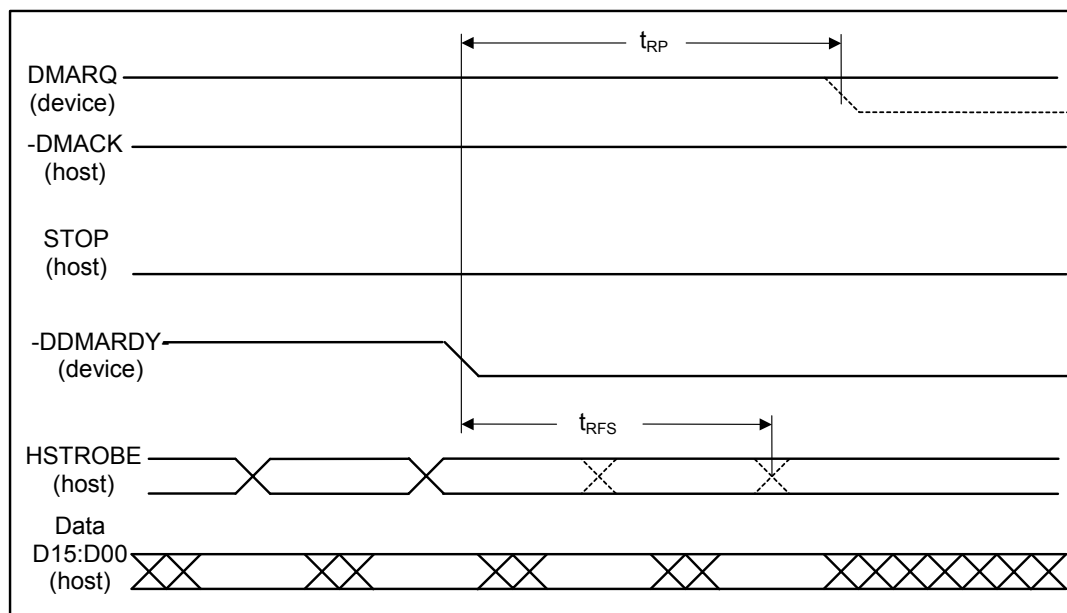 tRP
DMARQ
(device)
-DMACK
(host)
STOP
(host)
-DDMARDY-
(device)
tRFS
HSTROBE
(host)
Data
D15:D00
(host)